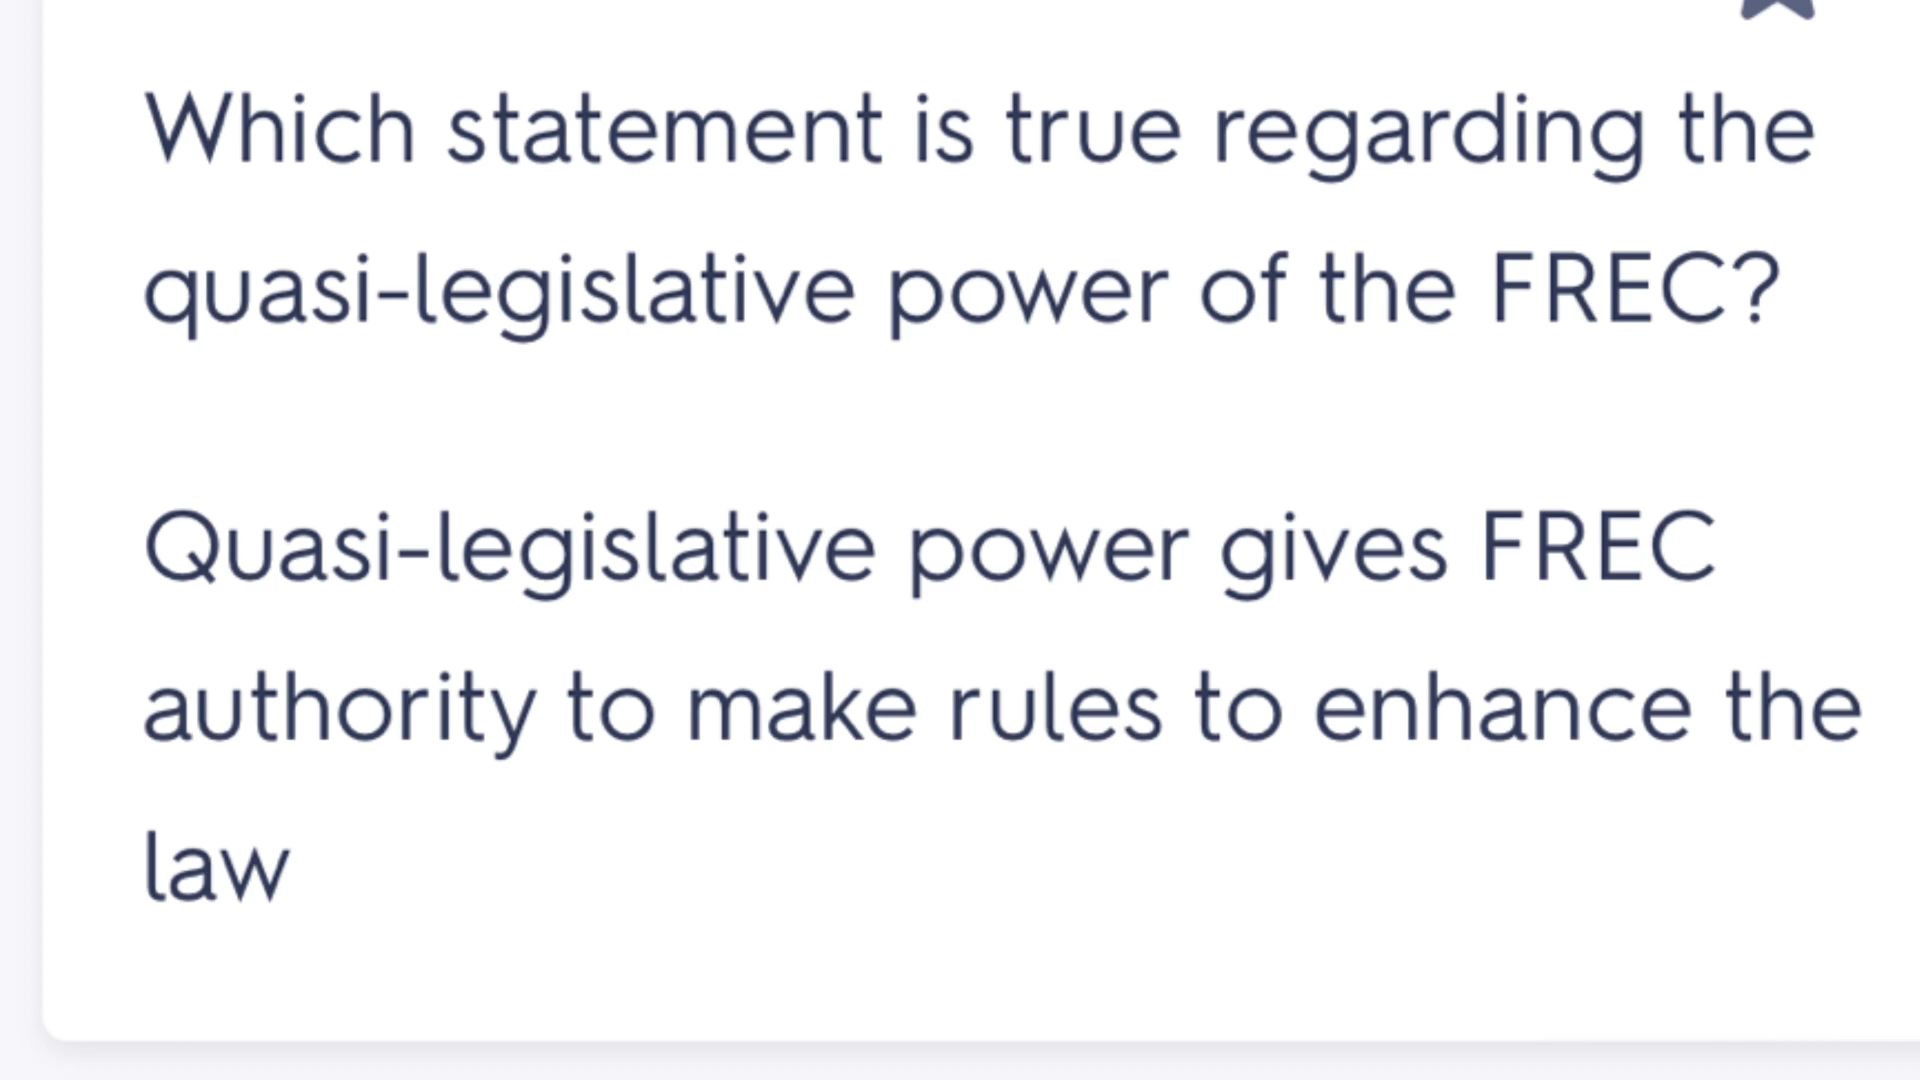 Which statement is true regarding the
quasi-legislative power of the FREC?
Quasi-legislative power gives FREC
authority to make rules to enhance the
law